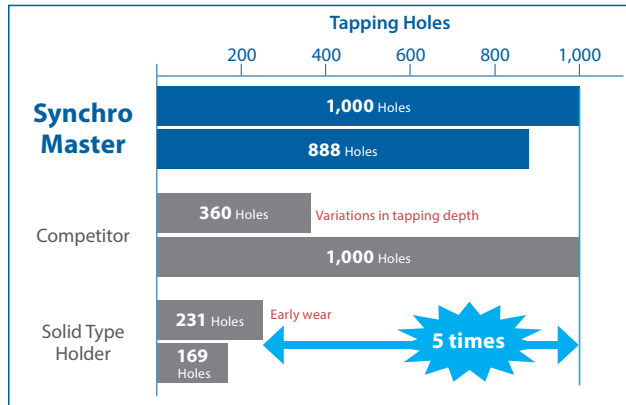 Tapping Holes
200 400 600 800 1,000
Synchro
Master
1,000 Holes
888 Holes
Competitor
360 Holes
Variations in tapping depth
1,000 Holes
Solid Type
Holder
231 Holes
Early wear
169
Holes
5 times